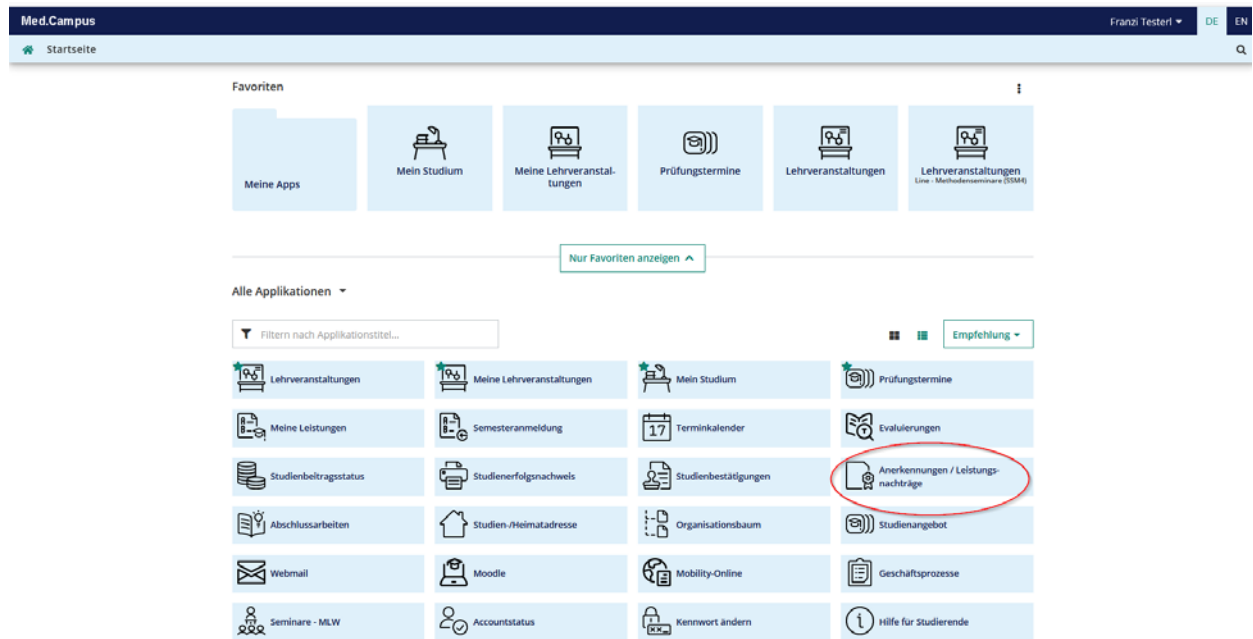 Med.Campus
Franzi Testerl
DE
EN
Startseite
Favoriten
Meine Apps
Mein Studium
Meine Lehrveranstal-
tungen
Prüfungstermine
Lehrveranstaltungen
Lehrveranstaltungen
Line - Methodenseminare (SSM4)
Nur Favoriten anzeigen
Alle Applikationen
Filtern nach Applikationstitel...
Empfehlung
Lehrveranstaltungen
Meine Lehrveranstaltungen
Mein Studium
Prüfungstermine
Meine Leistungen
Semesteranmeldung
17
Terminkalender
Evaluierungen
Studienbeitragsstatus
Studienerfolgsnachweis
Studienbestätigungen
Anerkennungen / Leistungs-
nachträge
Abschlussarbeiten
Studien-/Heimatadresse
Organisationsbaum
Studienangebot
Webmail
Moodle
Mobility-Online
Geschäftsprozesse
Seminare - MLW
Accountstatus
Kennwort ändern
Hilfe für Studierende